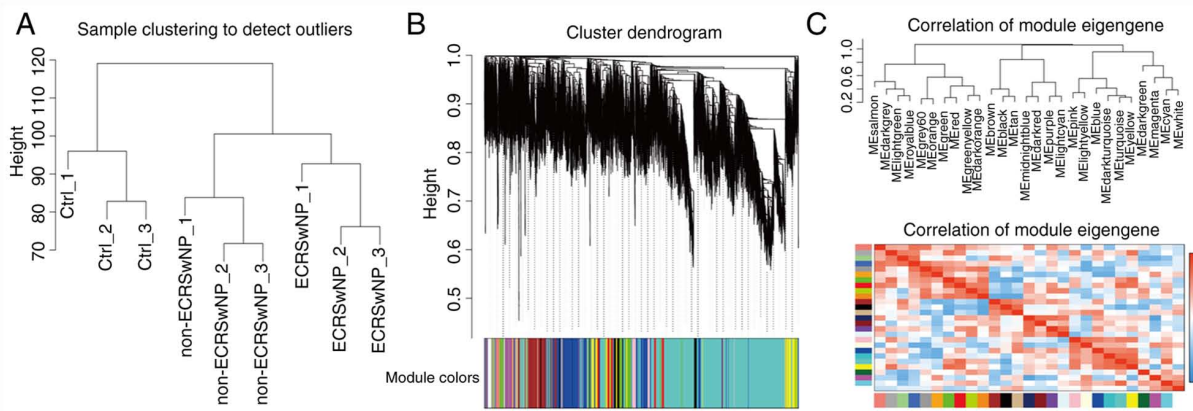 A
Sample clustering to detect outliers
Height
120
110
100
90
80
70
Ctrl_1
Ctrl_2
Ctrl_3
non-ECRSwNP_1
non-ECRSwNP_2
non-ECRSwNP_3
ECRSwNP_1
ECRSwNP_2
ECRSwNP_3
B
Cluster dendrogram
Height
1.0
0.9
0.8
0.7
0.6
0.5
Module colors
C
Correlation of module eigengene
1.0
0.6
0.2
MEsalmon
MEdarkgrey
MElightgreen
MEroyalblue
MEgrey60
MEorange
MEgreen
MEred
MEgreenyellow
MEdarkorange
MEbrown
MEblack
MEtan
MEmidnightblue
MEdarkred
MEpurple
MElightcyan
MEpink
MElightyellow
MEblue
MEdarkturquoise
MEturquoise
MEyellow
MEdarkgreen
MEmagenta
MEcyan
MEwhite
Correlation of module eigengene